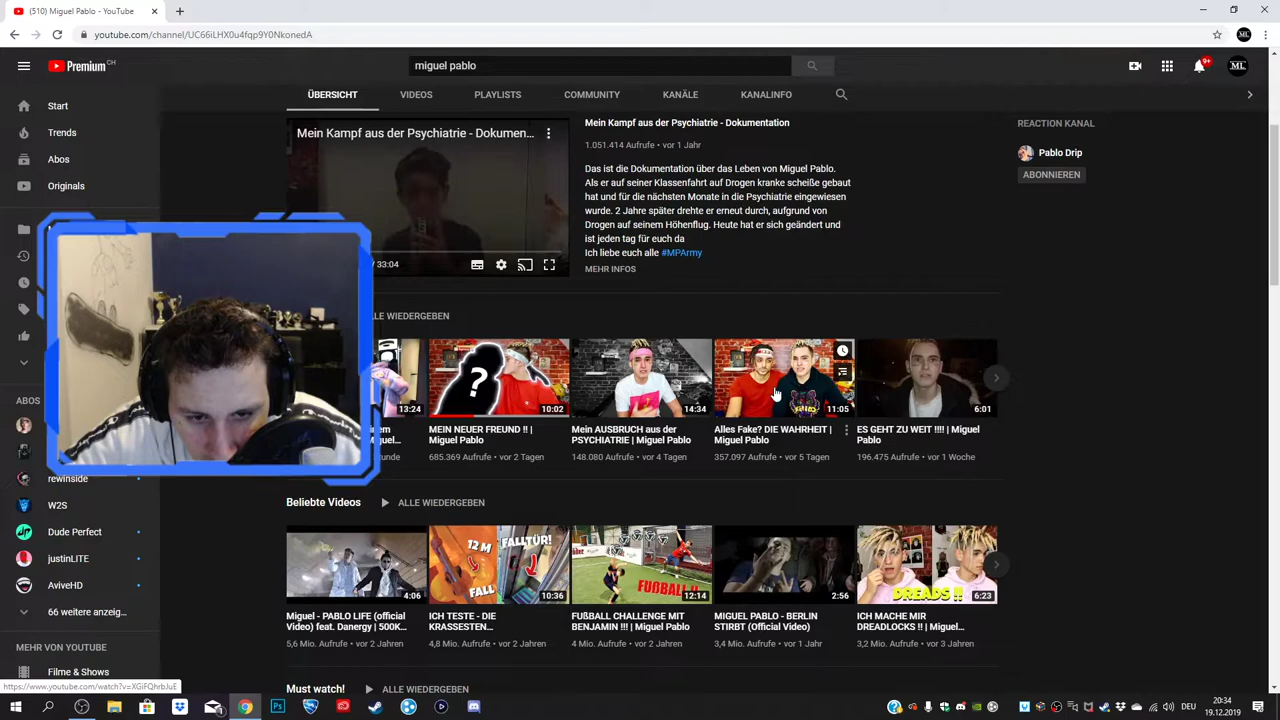 (510) Miguel Pablo - YouTube
youtube.com/channel/UC66iLHX0u4fqp9Y0NkonedA
Premium CH
miguel pablo
9+
ML
ÜBERSICHT
VIDEOS
PLAYLISTS
COMMUNITY
KANÄLE
KANALINFO
Start
Trends
Abos
Originals
Mein Kampf aus der Psychiatrie - Dokumen...
33:04
Mein Kampf aus der Psychiatrie - Dokumentation
1.051.414 Aufrufe • vor 1 Jahr
Das ist die Dokumentation über das Leben von Miguel Pablo.
Als er auf seiner Klassenfahrt auf Drogen kranke scheiße gebaut
hat und für die nächsten Monate in die Psychiatrie eingewiesen
wurde. 2 Jahre später drehte er erneut durch, aufgrund von
Drogen auf seinem Höhenflug. Heute hat er sich geändert und
ist jeden tag für euch da
Ich liebe euch alle #MPArmy
MEHR INFOS
REACTION KANAL
Pablo Drip
ABONNIEREN
ALLE WIEDERGEBEN
13:24
?
10:02
14:34
11:05
6:01
MEIN NEUER FREUND !! |
Miguel Pablo
685.369 Aufrufe • vor 2 Tagen
Mein AUSBRUCH aus der
PSYCHIATRIE | Miguel Pablo
148.080 Aufrufe • vor 4 Tagen
Alles Fake? DIE WAHRHEIT |
Miguel Pablo
357.097 Aufrufe • vor 5 Tagen
ES GEHT ZU WEIT !!!! | Miguel
Pablo
196.475 Aufrufe • vor 1 Woche
ABOS
rewinside
W2S
Dude Perfect
justinLITE
AviveHD
66 weitere anzeig...
MEHR VON YOUTUBE
Filme & Shows
Beliebte Videos
ALLE WIEDERGEBEN
4:06
12 M
FALL
FALLTÜR!
10:36
FUßBALL !!
12:14
2:56
DREADS !!
6:23
Miguel - PABLO LIFE (official
Video) feat. Danergy | 500K...
5,6 Mio. Aufrufe • vor 2 Jahren
ICH TESTE - DIE
KRASSESTEN...
4,8 Mio. Aufrufe • vor 2 Jahren
FUßBALL CHALLENGE MIT
BENJAMIN !! | Miguel Pablo
4 Mio. Aufrufe • vor 2 Jahren
MIGUEL PABLO - BERLIN
STIRBT (Official Video)
3,4 Mio. Aufrufe • vor 1 Jahr
ICH MACHE MIR
DREADLOCKS !! | Miguel...
3,2 Mio. Aufrufe • vor 3 Jahren
Must watch!
ALLE WIEDERGEBEN
https://www.youtube.com/watch?v=XGiFQhrbJuE
DEU
20:34
19.12.2019